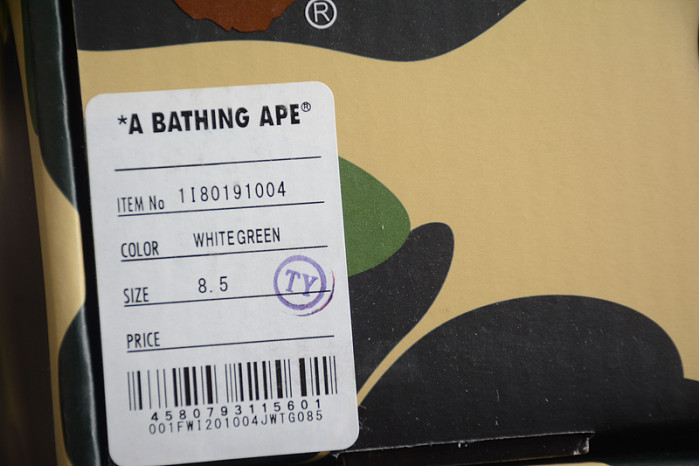 ®
*A BATHING APE®
ITEM No 1I80191004
COLOR WHITEGREEN
SIZE 8.5 TY
PRICE
4580793115601
001FWI201004JWTG085